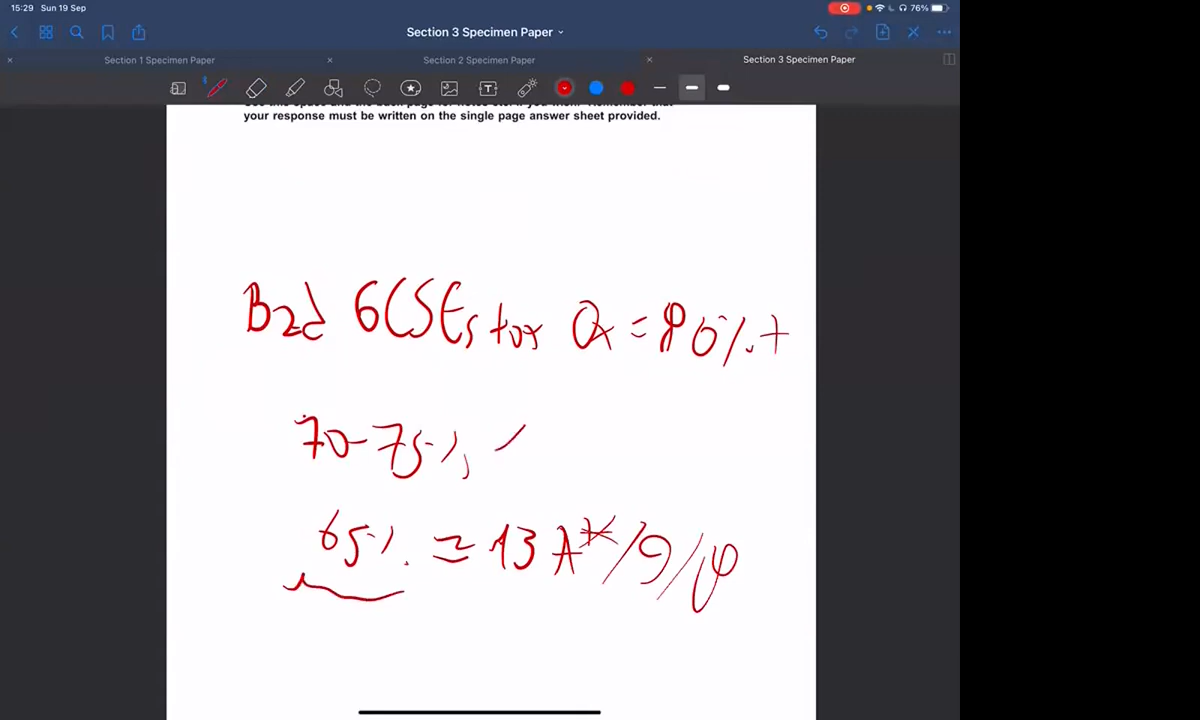 15:29 Sun 19 Sep 76%
Section 3 Specimen Paper
Section 1 Specimen Paper Section 2 Specimen Paper Section 3 Specimen Paper
your response must be written on the single page answer sheet provided.
Bad GCSEs for Ox = 80%+
70-75%
65% = 13 A*/9/